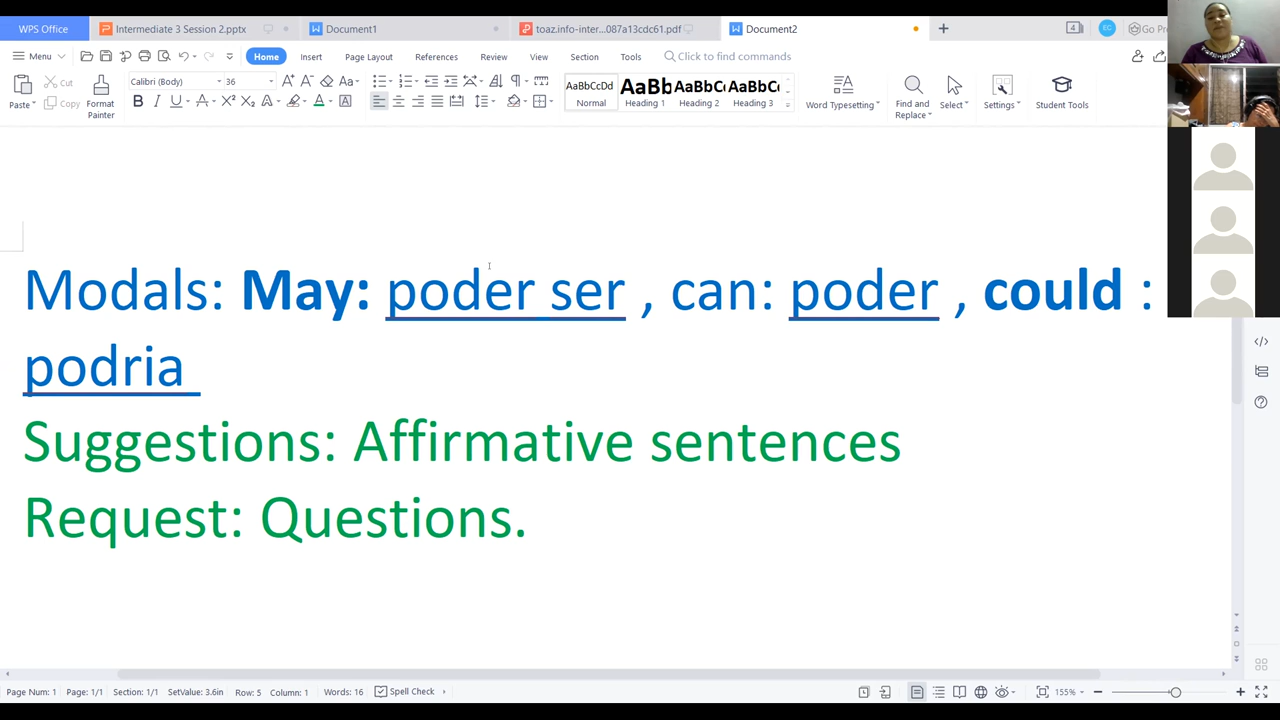 WPS Office
Intermediate 3 Session 2.pptx
Document1
toaz.info-inter...087a13cdc61.pdf
Document2
4
EC
Go Pre
Menu
Home
Insert
Page Layout
References
Review
View
Section
Tools
Click to find commands
Paste
Cut
Copy
Format Painter
Calibri (Body)
36
AaBbCcDd
Normal
AaBb
Heading 1
AaBbC
Heading 2
AaBbC
Heading 3
Word Typesetting
Find and Replace
Select
Settings
Student Tools
Modals: May: poder ser , can: poder , could :
podria
Suggestions: Affirmative sentences
Request: Questions.
Page Num: 1 Page: 1/1 Section: 1/1 SetValue: 3.6in Row: 5 Column: 1 Words: 16 Spell Check 155%